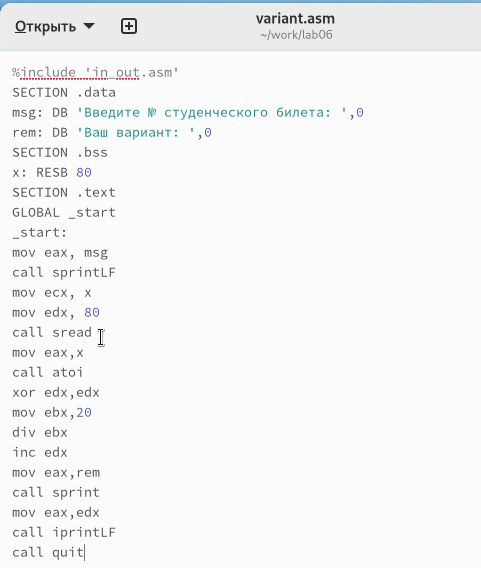 Открыть
variant.asm
~/work/lab06
%include 'in_out.asm'
SECTION .data
msg: DB 'Введите № студенческого билета: ',0
rem: DB 'Ваш вариант: ',0
SECTION .bss
x: RESB 80
SECTION .text
GLOBAL _start
_start:
mov eax, msg
call sprintLF
mov ecx, x
mov edx, 80
call sread
mov eax,x
call atoi
xor edx,edx
mov ebx,20
div ebx
inc edx
mov eax,rem
call sprint
mov eax,edx
call iprintLF
call quit